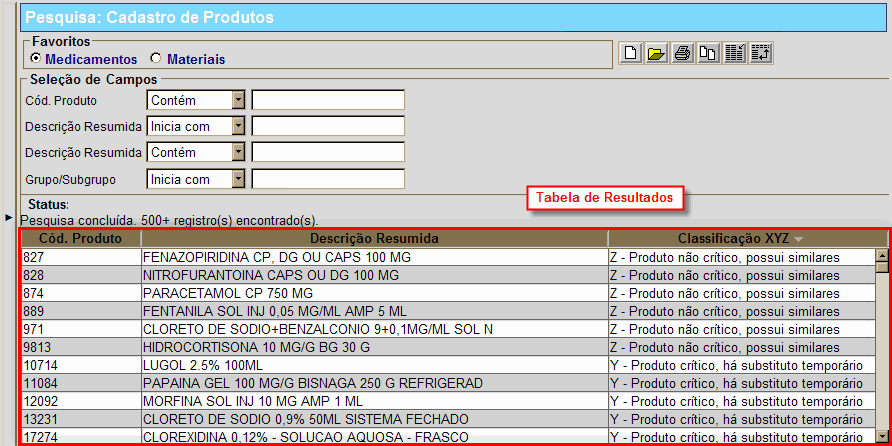 Pesquisa: Cadastro de Produtos
Favoritos
Medicamentos Materiais
Seleção de Campos
Cód. Produto Contém
Descrição Resumida Inicia com
Descrição Resumida Contém
Grupo/Subgrupo Inicia com
Tabela de Resultados
Status:
Pesquisa concluída. 500+ registro(s) encontrado(s).
Cód. Produto Descrição Resumida Classificação XYZ
827 FENAZOPIRIDINA CP, DG OU CAPS 100 MG Z - Produto não crítico, possui similares
828 NITROFURANTOINA CAPS OU DG 100 MG Z - Produto não crítico, possui similares
874 PARACETAMOL CP 750 MG Z - Produto não crítico, possui similares
889 FENTANILA SOL INJ 0,05 MG/ML AMP 5 ML Z - Produto não crítico, possui similares
971 CLORETO DE SODIO+BENZALCONIO 9+0,1MG/ML SOL N Z - Produto não crítico, possui similares
9813 HIDROCORTISONA 10 MG/G BG 30 G Z - Produto não crítico, possui similares
10714 LUGOL 2.5% 100ML Y - Produto crítico, há substituto temporário
11084 PAPAINA GEL 100 MG/G BISNAGA 250 G REFRIGERAD Y - Produto crítico, há substituto temporário
12092 MORFINA SOL INJ 10 MG AMP 1 ML Y - Produto crítico, há substituto temporário
13231 CLORETO DE SODIO 0,9% 50ML SISTEMA FECHADO Y - Produto crítico, há substituto temporário
17274 CLOREXIDINA 0,12% - SOLUCAO AQUOSA - FRASCO Y - Produto crítico, há substituto temporário